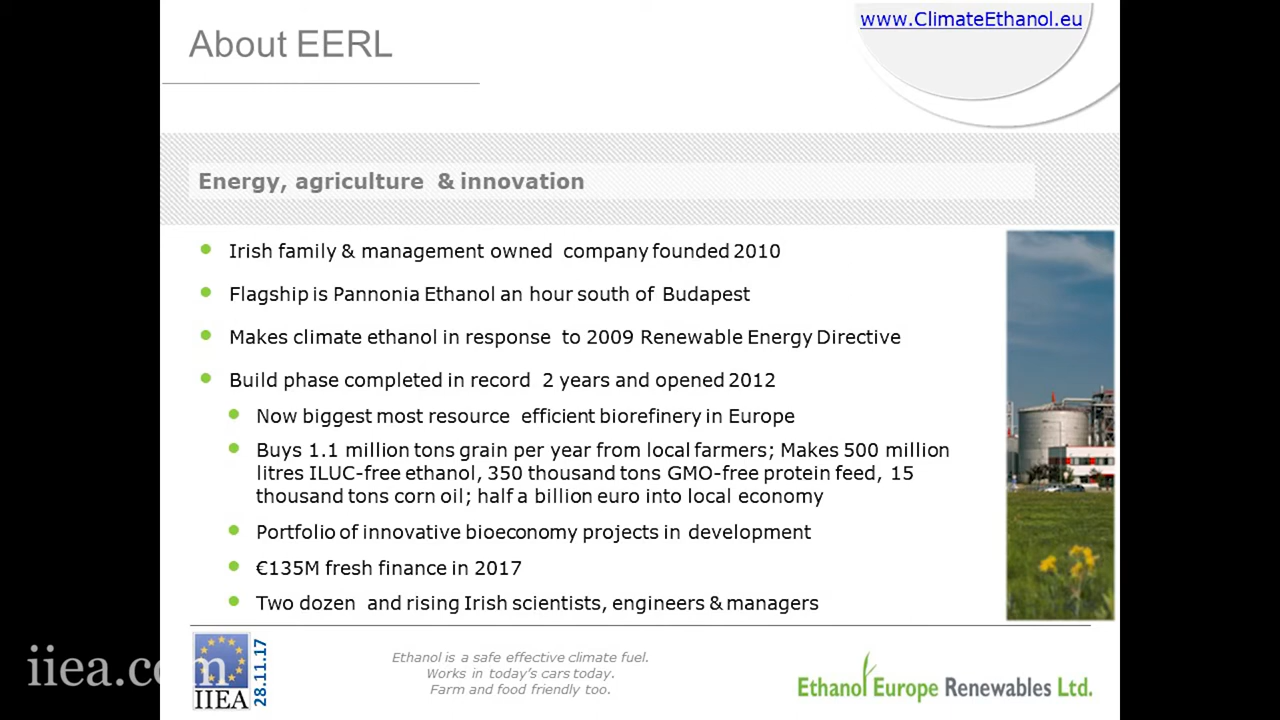 About EERL
www.ClimateEthanol.eu
Energy, agriculture & innovation
Irish family & management owned company founded 2010
Flagship is Pannonia Ethanol an hour south of Budapest
Makes climate ethanol in response to 2009 Renewable Energy Directive
Build phase completed in record 2 years and opened 2012
Now biggest most resource efficient biorefinery in Europe
Buys 1.1 million tons grain per year from local farmers; Makes 500 million
litres ILUC-free ethanol, 350 thousand tons GMO-free protein feed, 15
thousand tons corn oil; half a billion euro into local economy
Portfolio of innovative bioeconomy projects in development
€135M fresh finance in 2017
Two dozen and rising Irish scientists, engineers & managers
iiea.com
IIEA
28.11.17
Ethanol is a safe effective climate fuel.
Works in today's cars today.
Farm and food friendly too.
Ethanol Europe Renewables Ltd.